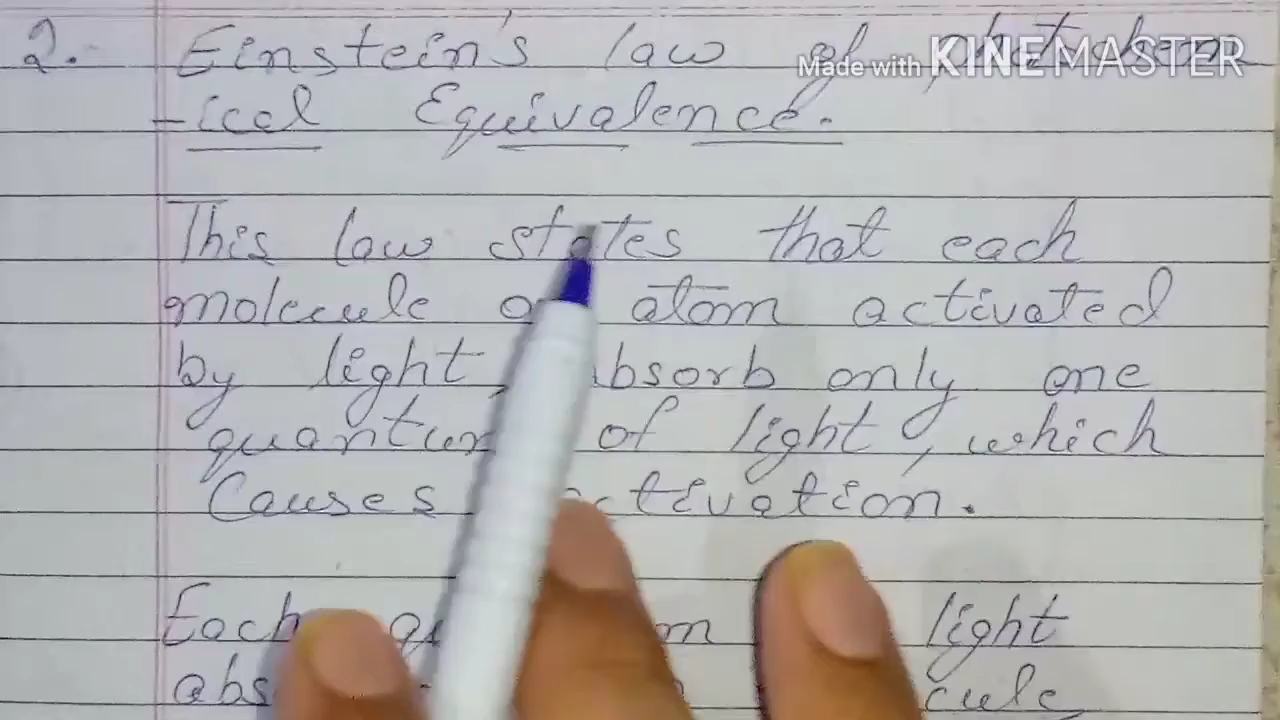 2. Einstein's law of photochem
-ical Equivalence.
Made with KINEMASTER
This law states that each
molecule atom activated
by light, absorb only one
quantum of light, which
Causes activation.
Each light